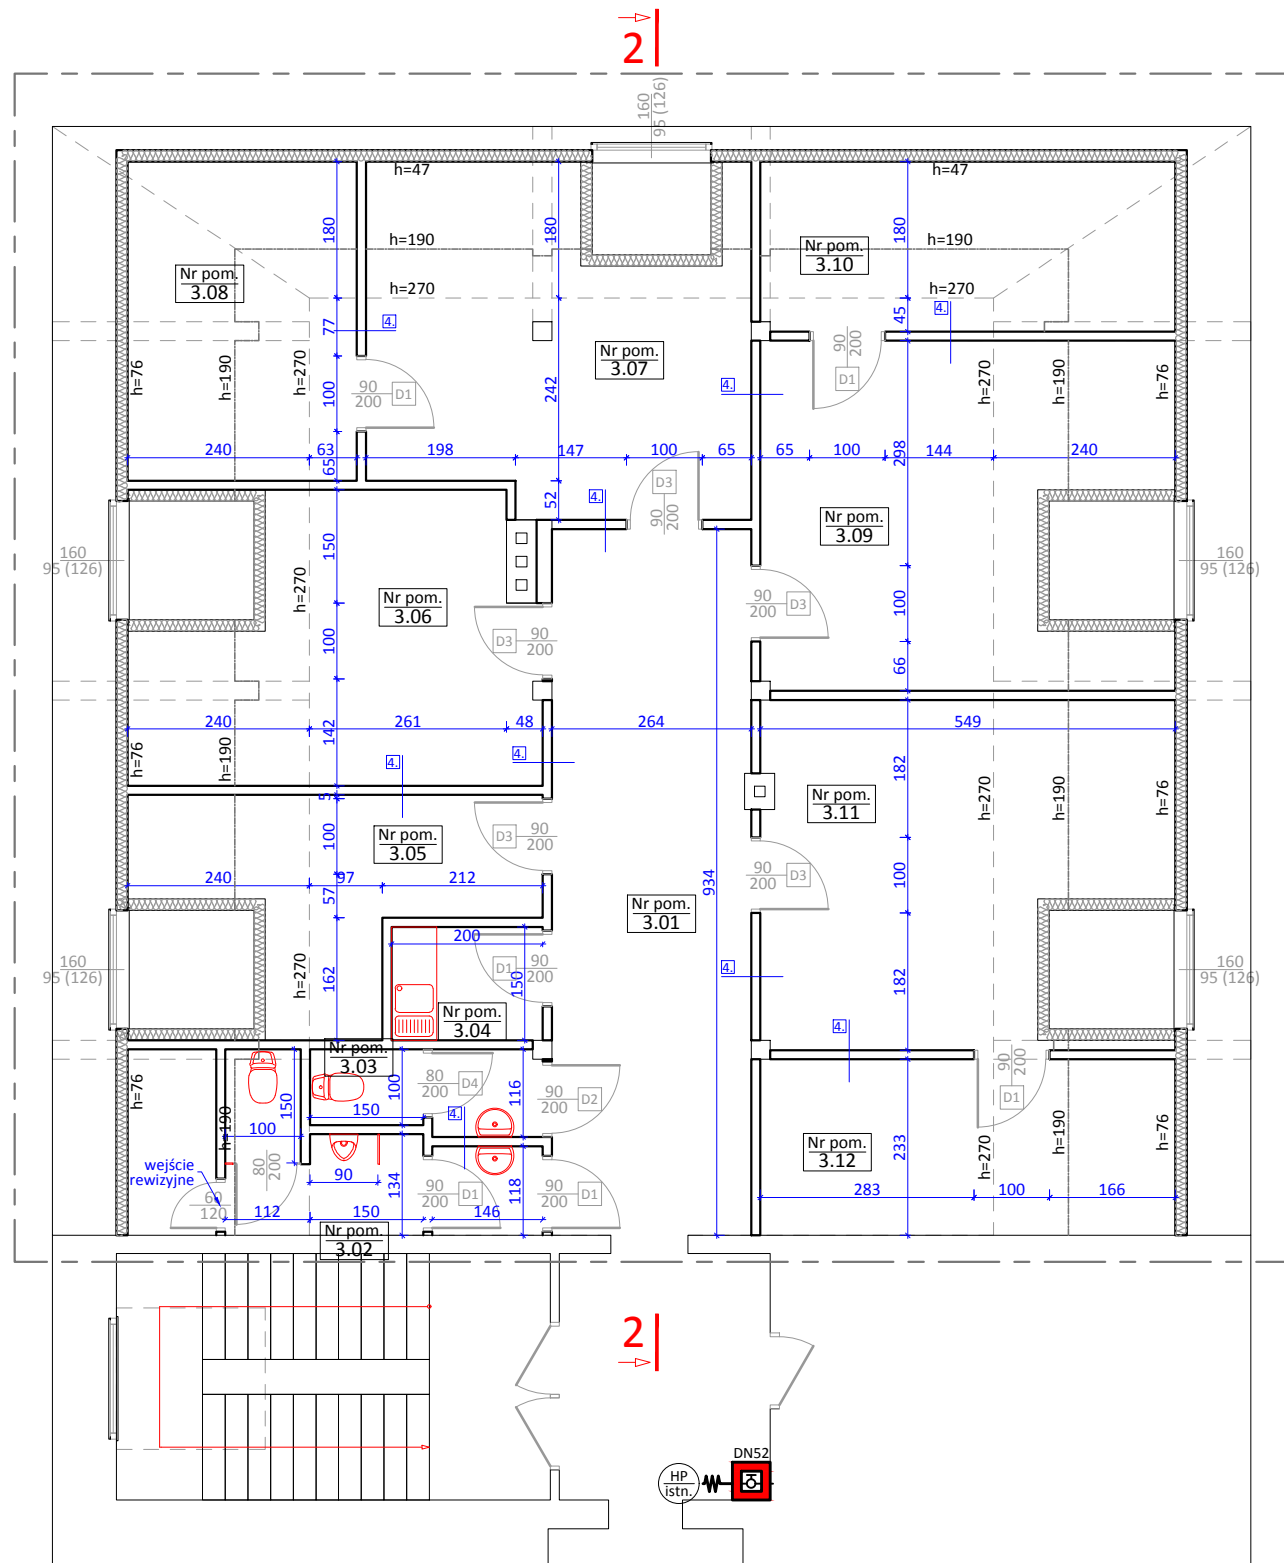 2
160
95 (126)
h=47
h=47
180
180
180
h=190
h=190
Nr pom.
3.10
Nr pom.
3.08
h=270
h=270
77
4.
45
4.
90
200
D1
Nr pom.
3.07
h=76
h=190
h=270
100
90
200
D1
242
4.
h=270
h=190
h=76
240
63
65
198
147
100
65
65
100
298
144
240
52
4.
D3
90
200
Nr pom.
3.09
150
160
95 (126)
h=270
Nr pom.
3.06
160
95 (126)
90
200
D3
100
100
D3
90
200
66
240
261
48
264
549
142
h=76
h=190
4.
4.
182
h=270
h=190
h=76
5
100
Nr pom.
3.11
Nr pom.
3.05
D3
90
200
90
200
D3
100
240
97
212
57
934
Nr pom.
3.01
200
160
95 (126)
h=270
162
D1
90
200
150
4.
182
160
95 (126)
Nr pom.
3.04
4.
Nr pom.
3.03
h=76
100
80
200
D4
116
90
200
D2
90
200
D1
150
150
4.
100
h=190
h=270
h=190
h=76
Nr pom.
3.12
233
wejście
rewizyjne
80
200
90
134
60
120
90
200
D1
118
90
200
D1
283
100
166
112
150
146
Nr pom.
3.02
2
DN52
HP
istn.